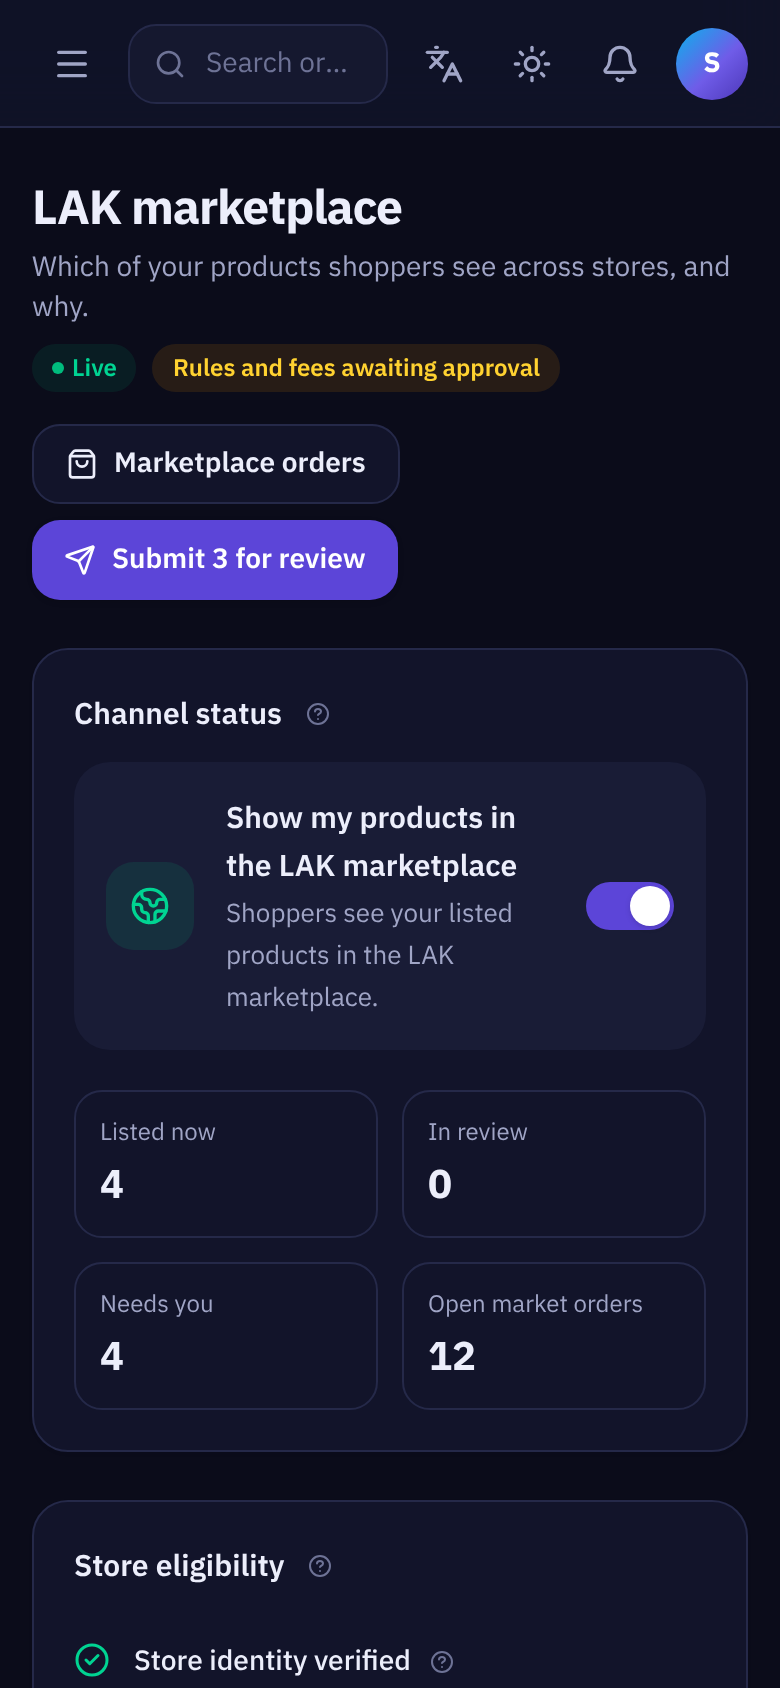 Search or...
S
LAK marketplace
Which of your products shoppers see across stores, and
why.
Live
Rules and fees awaiting approval
Marketplace orders
Submit 3 for review
Channel status
Show my products in
the LAK marketplace
Shoppers see your listed
products in the LAK
marketplace.
Listed now
4
In review
0
Needs you
4
Open market orders
12
Store eligibility
Store identity verified